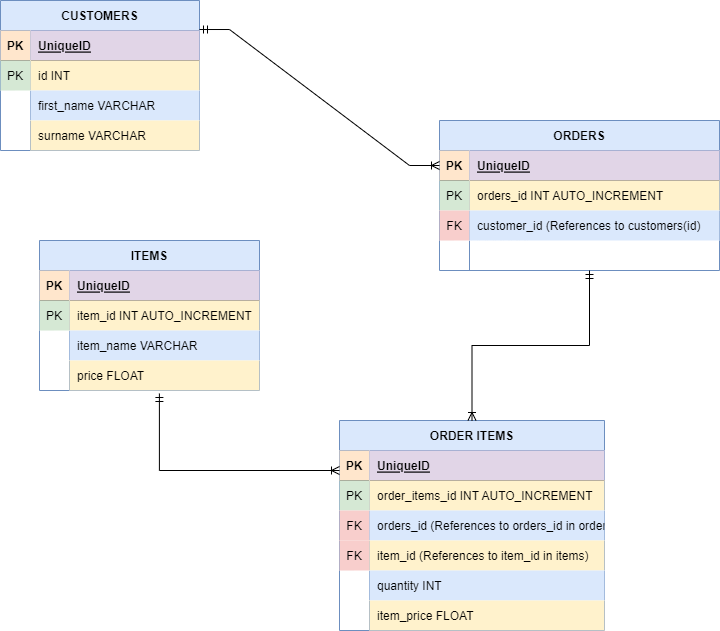 CUSTOMERS
PK UniqueID
PK id INT
first_name VARCHAR
surname VARCHAR
ORDERS
PK UniqueID
PK orders_id INT AUTO_INCREMENT
FK customer_id (References to customers(id)
ITEMS
PK UniqueID
PK item_id INT AUTO_INCREMENT
item_name VARCHAR
price FLOAT
ORDER ITEMS
PK UniqueID
PK order_items_id INT AUTO_INCREMENT
FK orders_id (References to orders_id in order
FK item_id (References to item_id in items)
quantity INT
item_price FLOAT